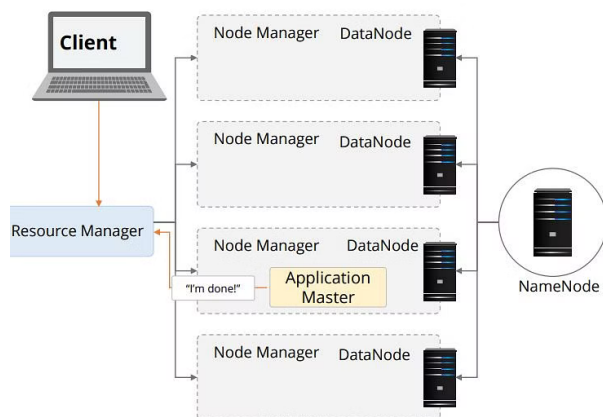 Client
Node Manager DataNode
Node Manager DataNode
Resource Manager
Node Manager DataNode
"I'm done!"
Application
Master
NameNode
Node Manager DataNode